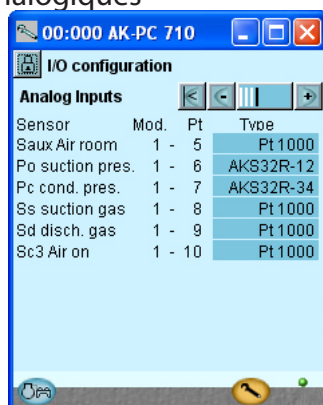 alogiques
00:000 AK-PC 710
I/O configuration
Analog Inputs
Sensor Mod. Pt Type
Saux Air room 1 - 5 Pt 1000
Po suction pres. 1 - 6 AKS32R-12
Pc cond. pres. 1 - 7 AKS32R-34
Ss suction gas 1 - 8 Pt 1000
Sd disch. gas 1 - 9 Pt 1000
Sc3 Air on 1 - 10 Pt 1000